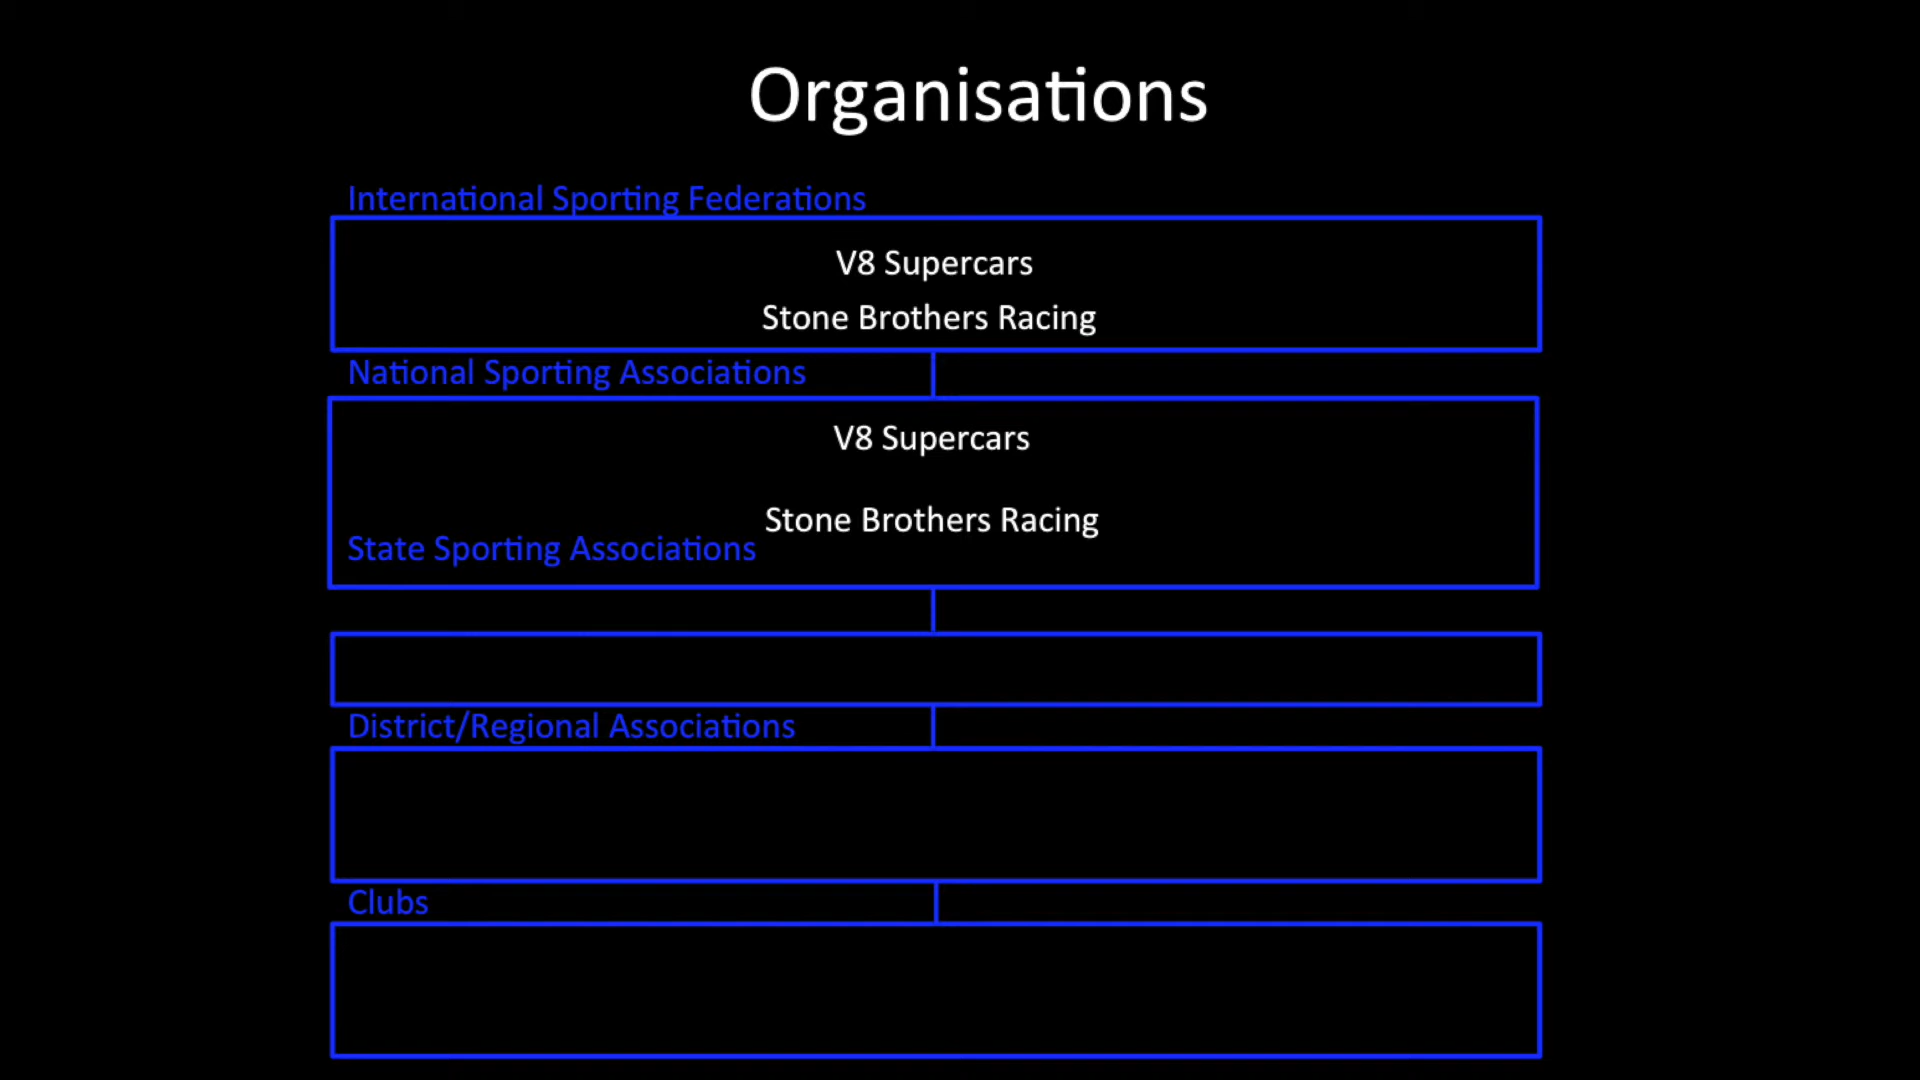 Organisations
International Sporting Federations
V8 Supercars
Stone Brothers Racing
National Sporting Associations
V8 Supercars
Stone Brothers Racing
State Sporting Associations
District/Regional Associations
Clubs